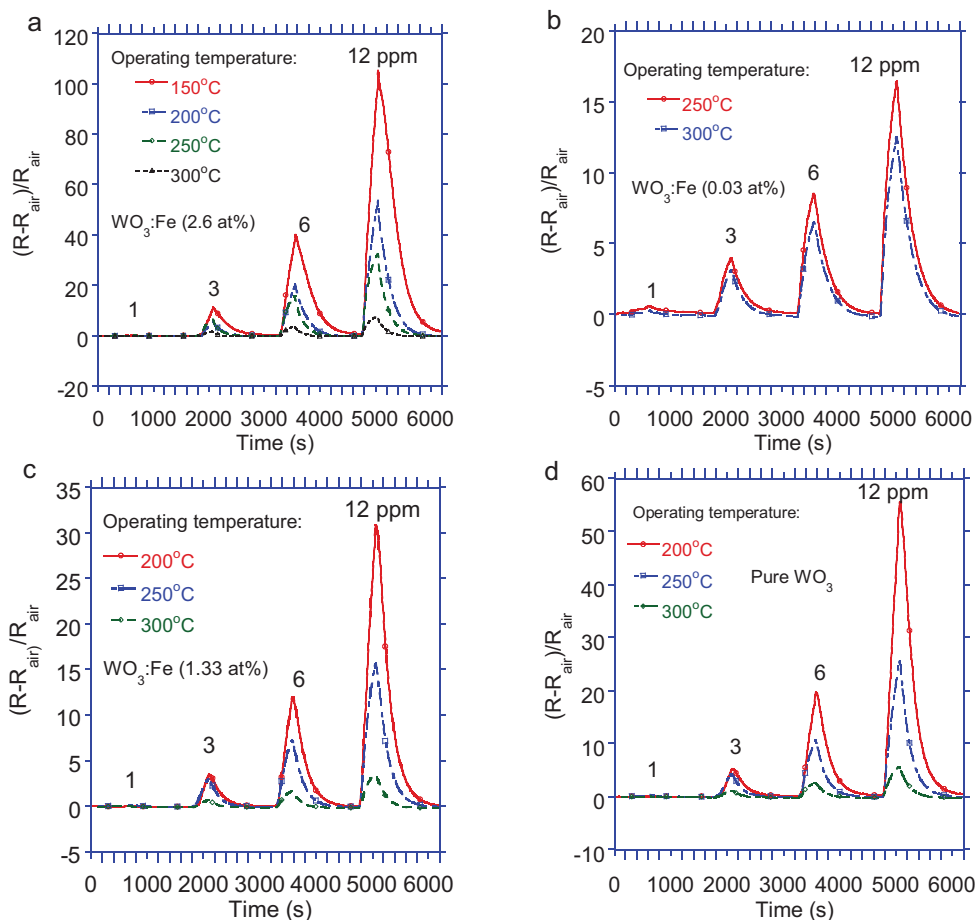 a
120
100
80
60
40
20
0
-20
(R-R_air)/R_air
Operating temperature:
150°C
200°C
250°C
300°C
WO₃:Fe (2.6 at%)
1
3
6
12 ppm
0 1000 2000 3000 4000 5000 6000
Time (s)
b
20
15
10
5
0
-5
(R-R_air)/R_air
Operating temperature:
250°C
300°C
WO₃:Fe (0.03 at%)
1
3
6
12 ppm
0 1000 2000 3000 4000 5000 6000
Time (s)
c
35
30
25
20
15
10
5
0
-5
(R-R_air)/R_air
Operating temperature:
200°C
250°C
300°C
WO₃:Fe (1.33 at%)
1
3
6
12 ppm
0 1000 2000 3000 4000 5000 6000
Time (s)
d
60
50
40
30
20
10
0
-10
(R-R_air)/R_air
Operating temperature:
200°C
250°C
300°C
Pure WO₃
1
3
6
12 ppm
0 1000 2000 3000 4000 5000 6000
Time (s)